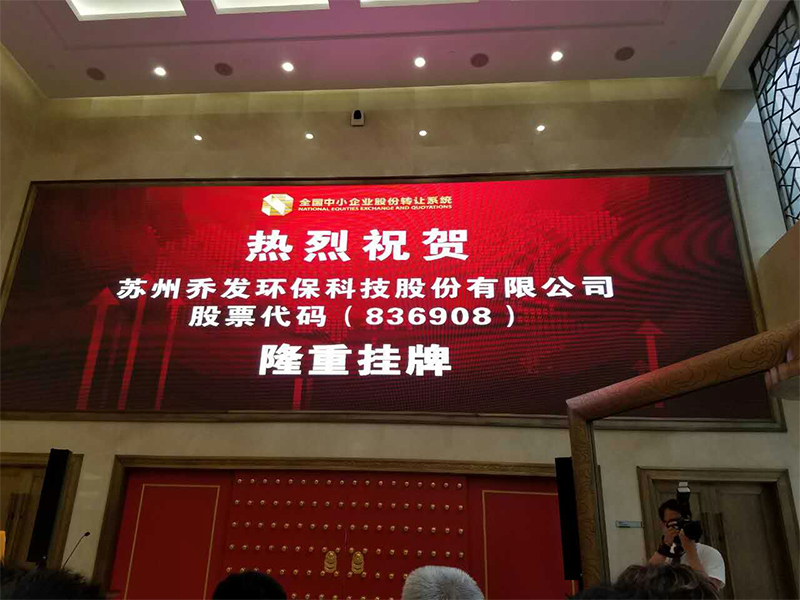 全国中小企业股份转让系统
NATIONAL EQUITIES EXCHANGE AND QUOTATIONS
热烈祝贺
苏州乔发环保科技股份有限公司
股票代码（836908）
隆重挂牌